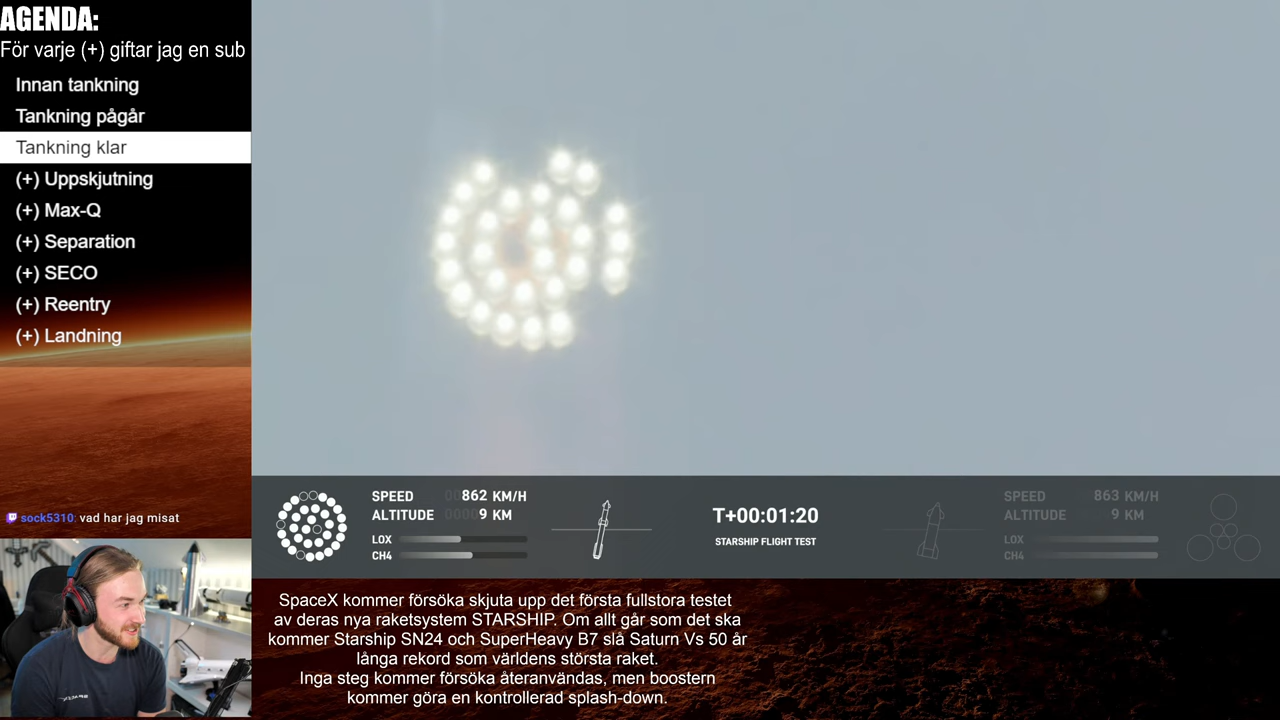 AGENDA:
För varje (+) giftar jag en sub
Innan tankning
Tankning pågår
Tankning klar
(+) Uppskjutning
(+) Max-Q
(+) Separation
(+) SECO
(+) Reentry
(+) Landning
sock5310: vad har jag misat
SPEED 862 KM/H
ALTITUDE 9 KM
LOX
CH4
T+00:01:20
STARSHIP FLIGHT TEST
SPEED 863 KM/H
ALTITUDE 9 KM
LOX
CH4
SpaceX kommer försöka skjuta upp det första fullstora testet
av deras nya raketsystem STARSHIP. Om allt går som det ska
kommer Starship SN24 och SuperHeavy B7 slå Saturn Vs 50 år
långa rekord som världens största raket.
Inga steg kommer försöka återanvändas, men boostern
kommer göra en kontrollerad splash-down.